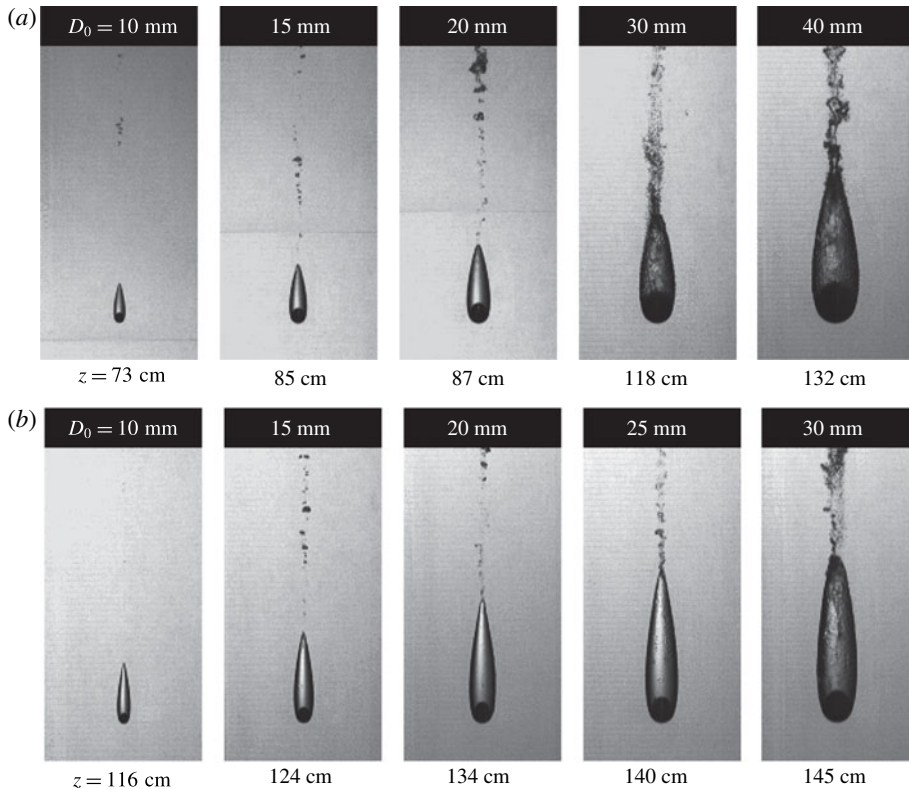 (a) D₀ = 10 mm 15 mm 20 mm 30 mm 40 mm
z = 73 cm 85 cm 87 cm 118 cm 132 cm
(b) D₀ = 10 mm 15 mm 20 mm 25 mm 30 mm
z = 116 cm 124 cm 134 cm 140 cm 145 cm